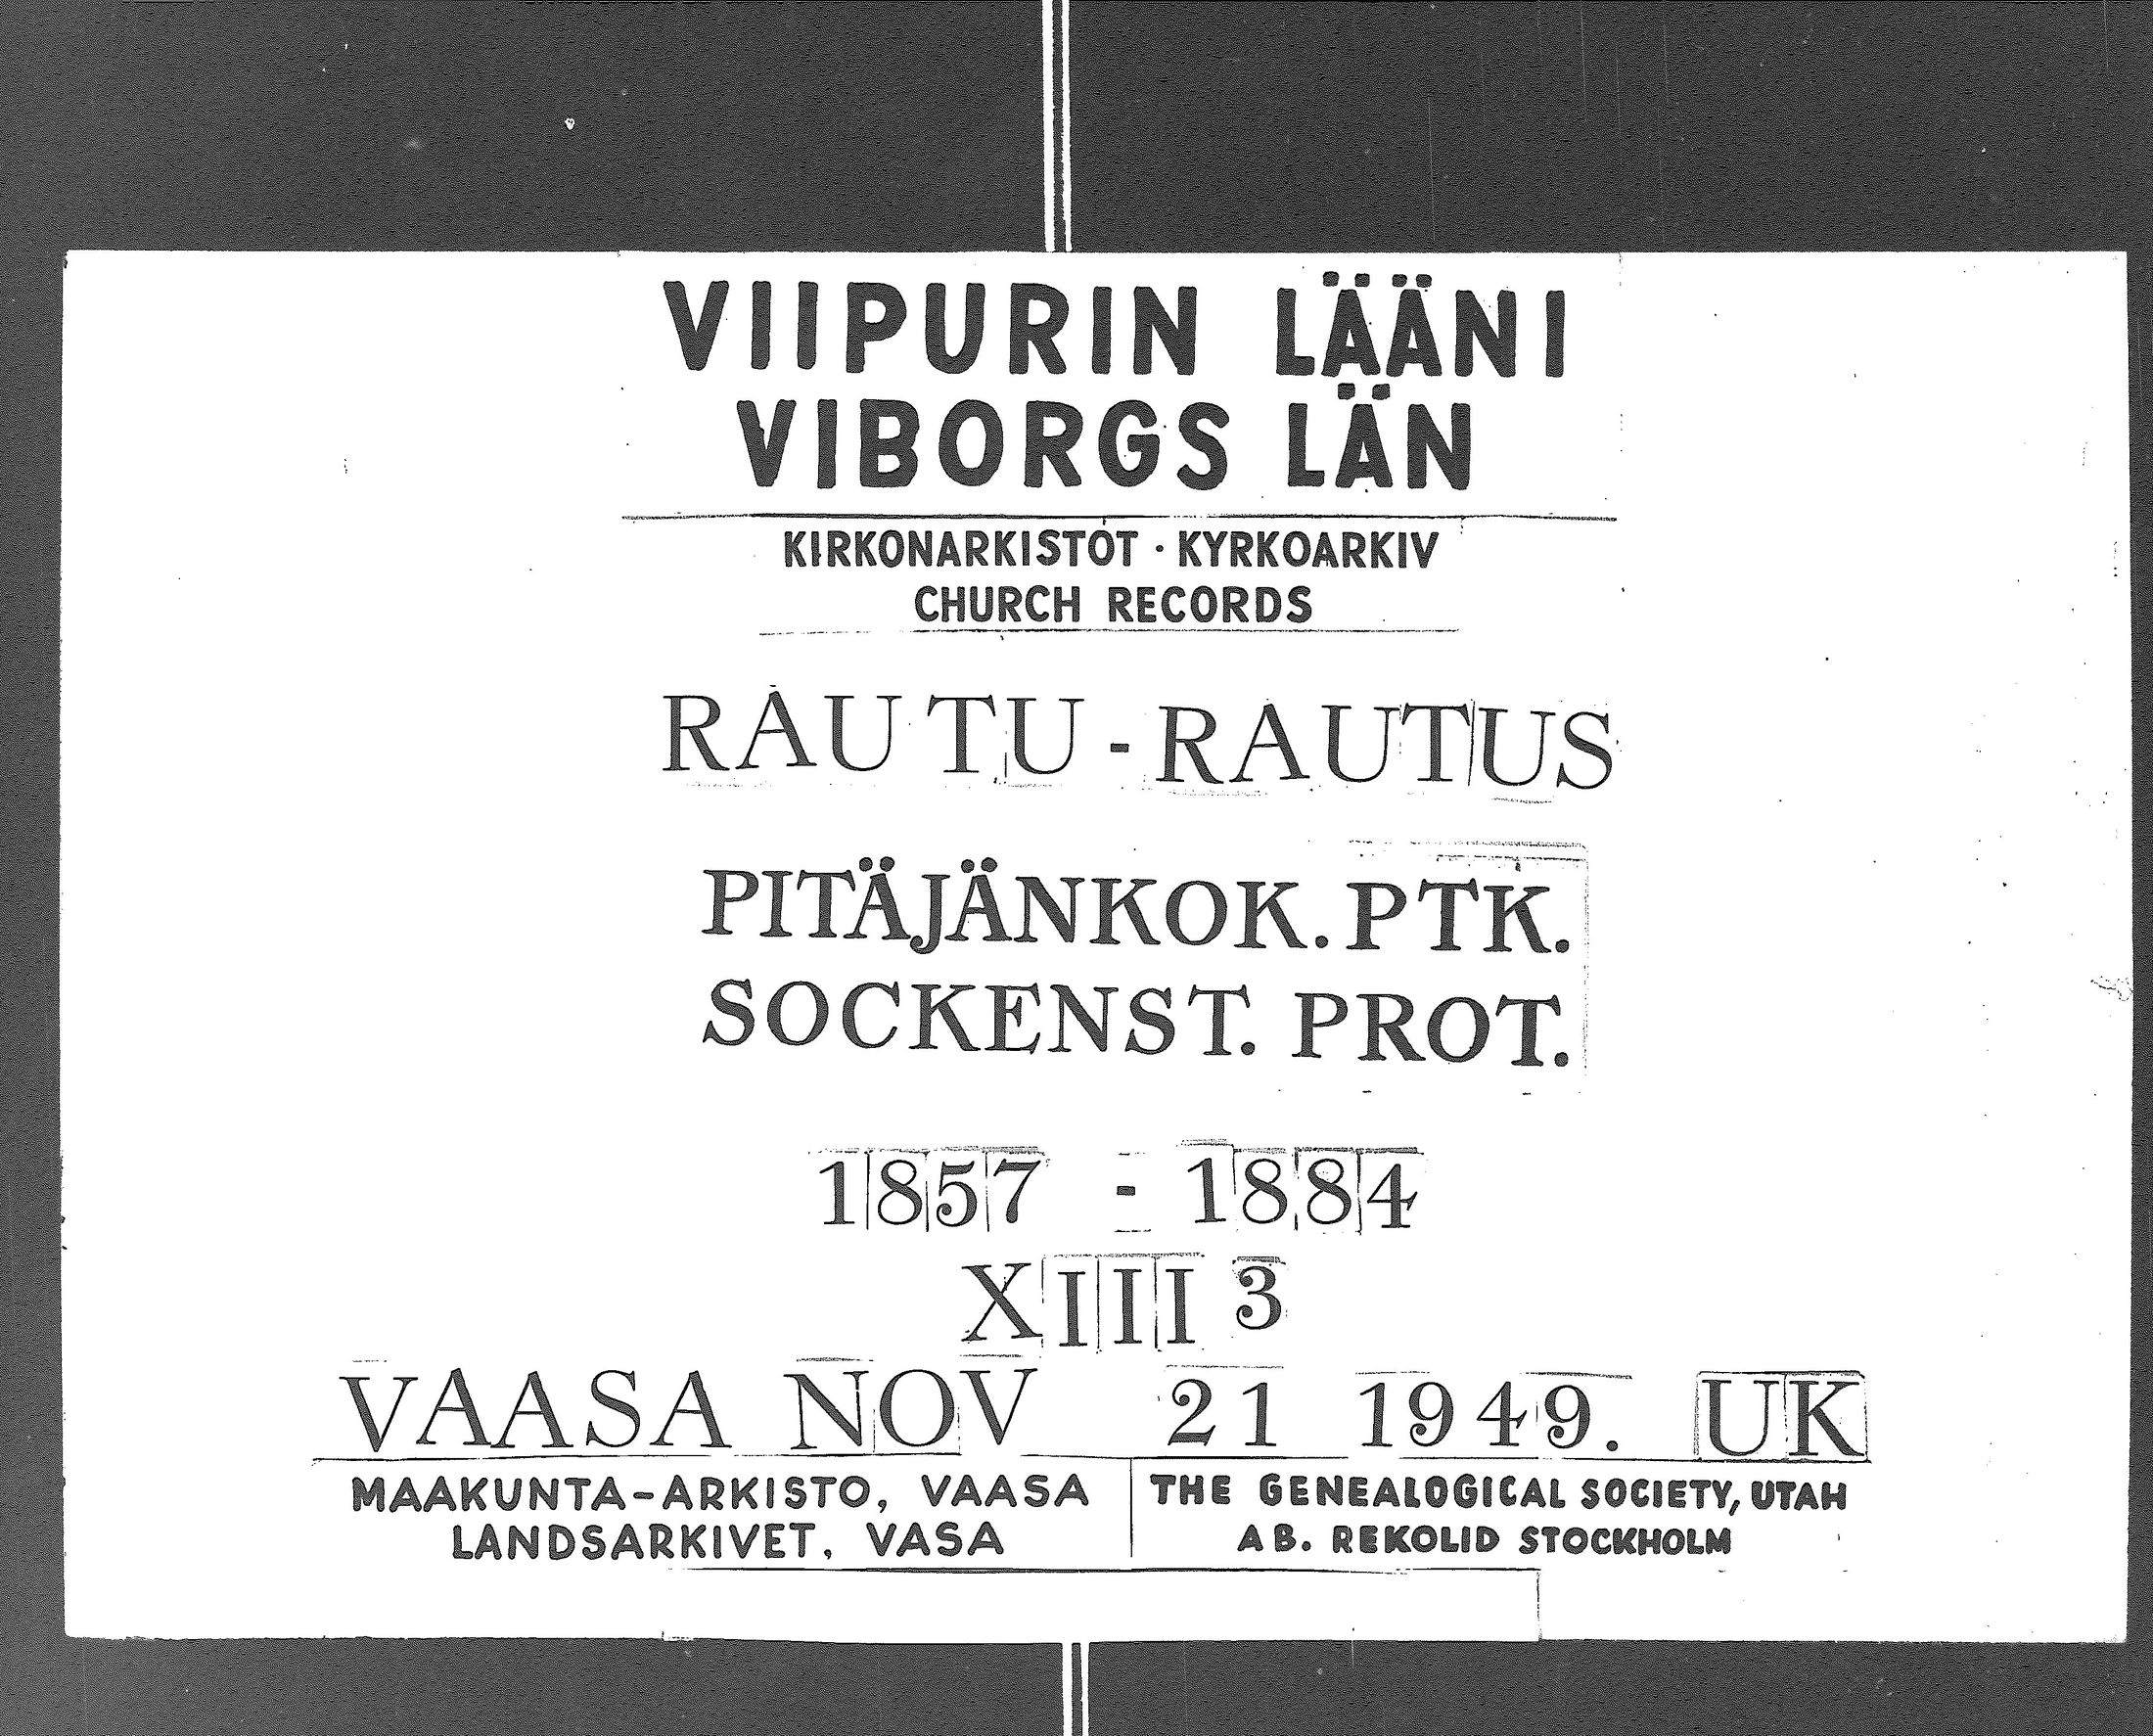 VIIPURIN LÄÄNI
VIBORGS LÄN
KIRKONARKISTOT · KYRKOARKIV
CHURCH RECORDS
RAUTU - RAUTUS
PITÄJÄNKOK. PTK.
SOCKENST. PROT.
1857 - 1884
XIII 3
VAASA NOV 21 1949. UK
MAAKUNTA-ARKISTO, VAASA
LANDSARKIVET, VASA
THE GENEALOGICAL SOCIETY, UTAH
AB. REKOLID STOCKHOLM